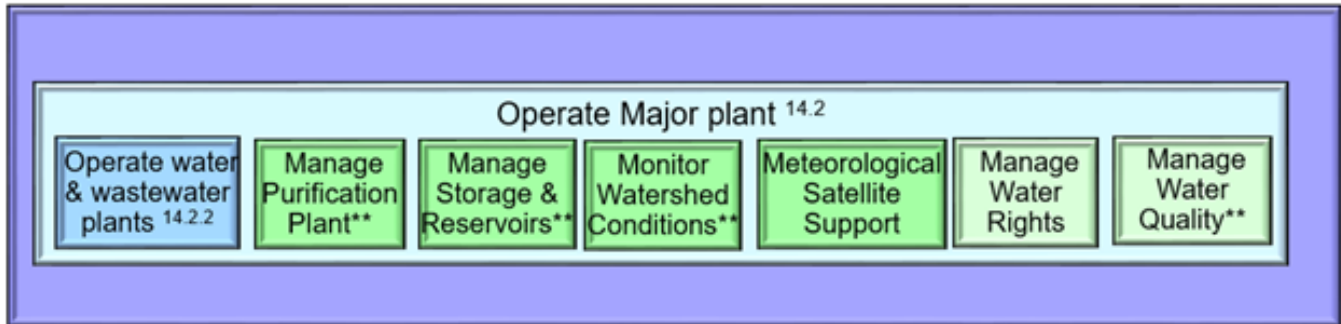 Operate Major plant 14.2
Operate water
& wastewater
plants 14.2.2
Manage
Purification
Plant**
Manage
Storage &
Reservoirs**
Monitor
Watershed
Conditions**
Meteorological
Satellite
Support
Manage
Water
Rights
Manage
Water
Quality**